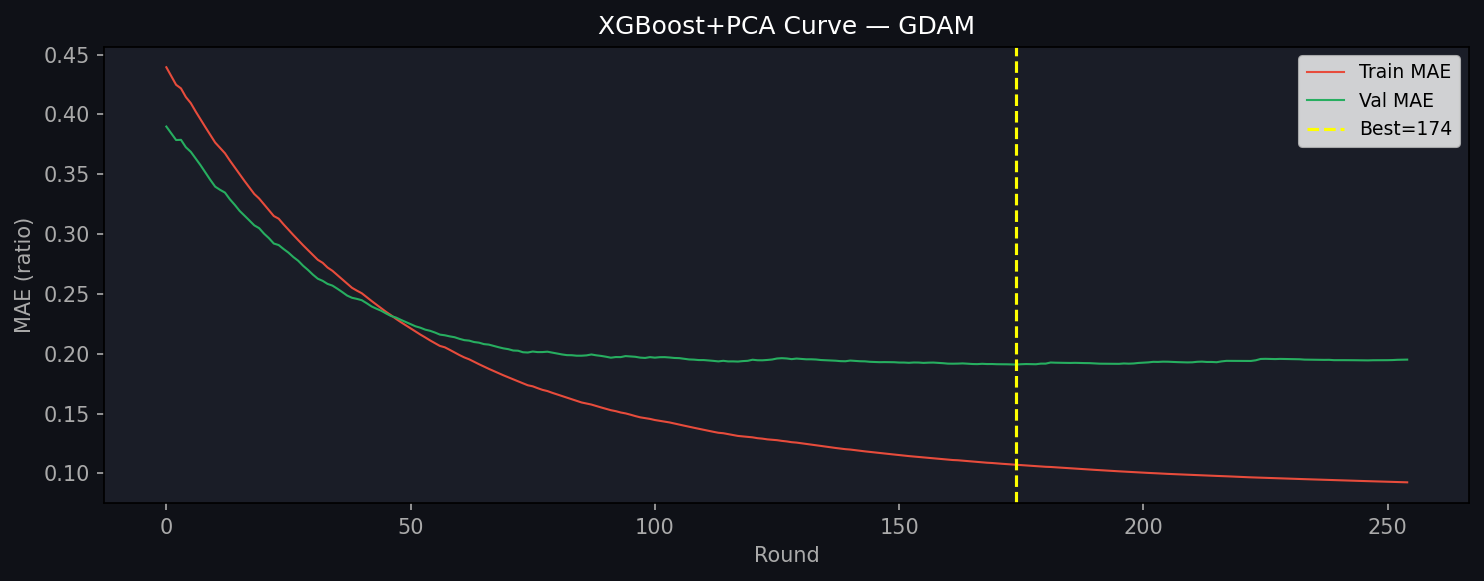 XGBoost+PCA Curve — GDAM
Train MAE
Val MAE
Best=174
MAE (ratio)
0.45
0.40
0.35
0.30
0.25
0.20
0.15
0.10
0 50 100 150 200 250
Round